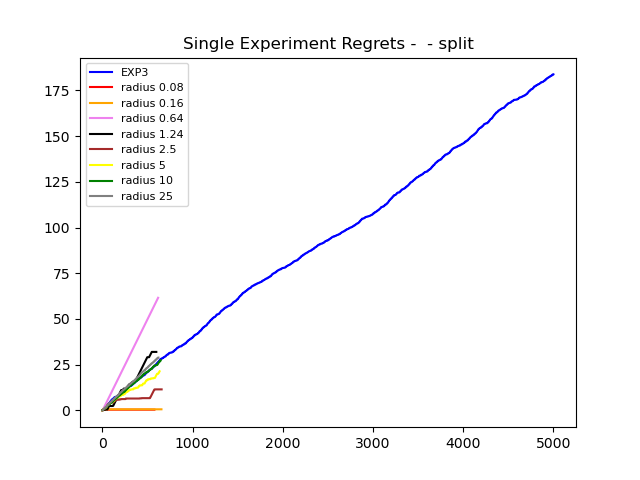 Single Experiment Regrets -  - split
EXP3
radius 0.08
radius 0.16
radius 0.64
radius 1.24
radius 2.5
radius 5
radius 10
radius 25
175
150
125
100
75
50
25
0
0 1000 2000 3000 4000 5000